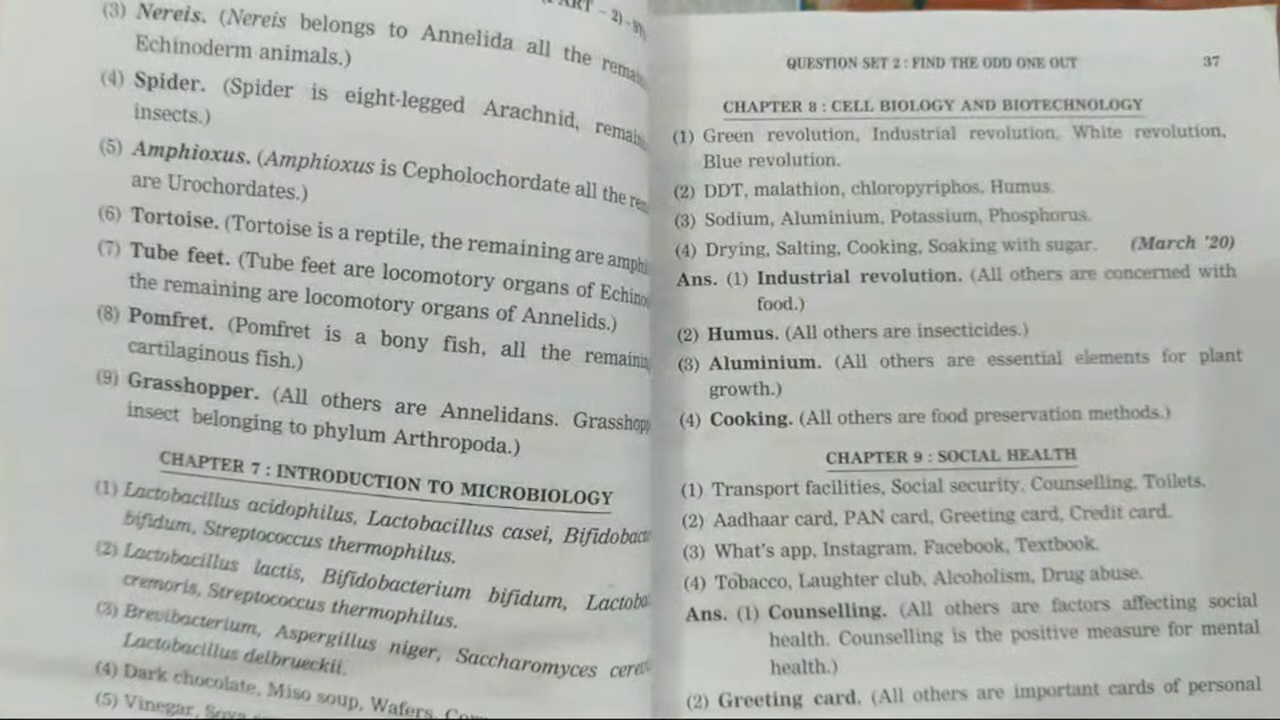 ART – 2)
(3) Nereis. (Nereis belongs to Annelida all the
Echinoderm animals.)
(4) Spider. (Spider is eight-legged Arachnid,
insects.)
(5) Amphioxus. (Amphioxus is Cepholochordate all the
are Urochordates.)
(6) Tortoise. (Tortoise is a reptile, the remaining are
(7) Tube feet. (Tube feet are locomotory organs of
the remaining are locomotory organs of Annelids.)
(8) Pomfret. (Pomfret is a bony fish, all the
cartilaginous fish.)
(9) Grasshopper. (All others are Annelidans.
insect belonging to phylum Arthropoda.)
CHAPTER 7 : INTRODUCTION TO MICROBIOLOGY
(1) Lactobacillus acidophilus, Lactobacillus casei,
bifidum, Streptococcus thermophilus.
(2) Lactobacillus lactis, Bifidobacterium bifidum,
cremoris, Streptococcus thermophilus.
(3) Brevibacterium, Aspergillus niger, Saccharomyces
Lactobacillus delbrueckii.
(4) Dark chocolate, Miso soup, Wafers,
(5) Vinegar,
QUESTION SET 2 : FIND THE ODD ONE OUT 37
CHAPTER 8 : CELL BIOLOGY AND BIOTECHNOLOGY
(1) Green revolution, Industrial revolution, White revolution,
Blue revolution.
(2) DDT, malathion, chloropyriphos, Humus.
(3) Sodium, Aluminium, Potassium, Phosphorus.
(4) Drying, Salting, Cooking, Soaking with sugar. (March '20)
Ans. (1) Industrial revolution. (All others are concerned with
food.)
(2) Humus. (All others are insecticides.)
(3) Aluminium. (All others are essential elements for plant
growth.)
(4) Cooking. (All others are food preservation methods.)
CHAPTER 9 : SOCIAL HEALTH
(1) Transport facilities, Social security, Counselling, Toilets.
(2) Aadhaar card, PAN card, Greeting card, Credit card.
(3) What's app, Instagram, Facebook, Textbook.
(4) Tobacco, Laughter club, Alcoholism, Drug abuse.
Ans. (1) Counselling. (All others are factors affecting social
health. Counselling is the positive measure for mental
health.)
(2) Greeting card. (All others are important cards of personal